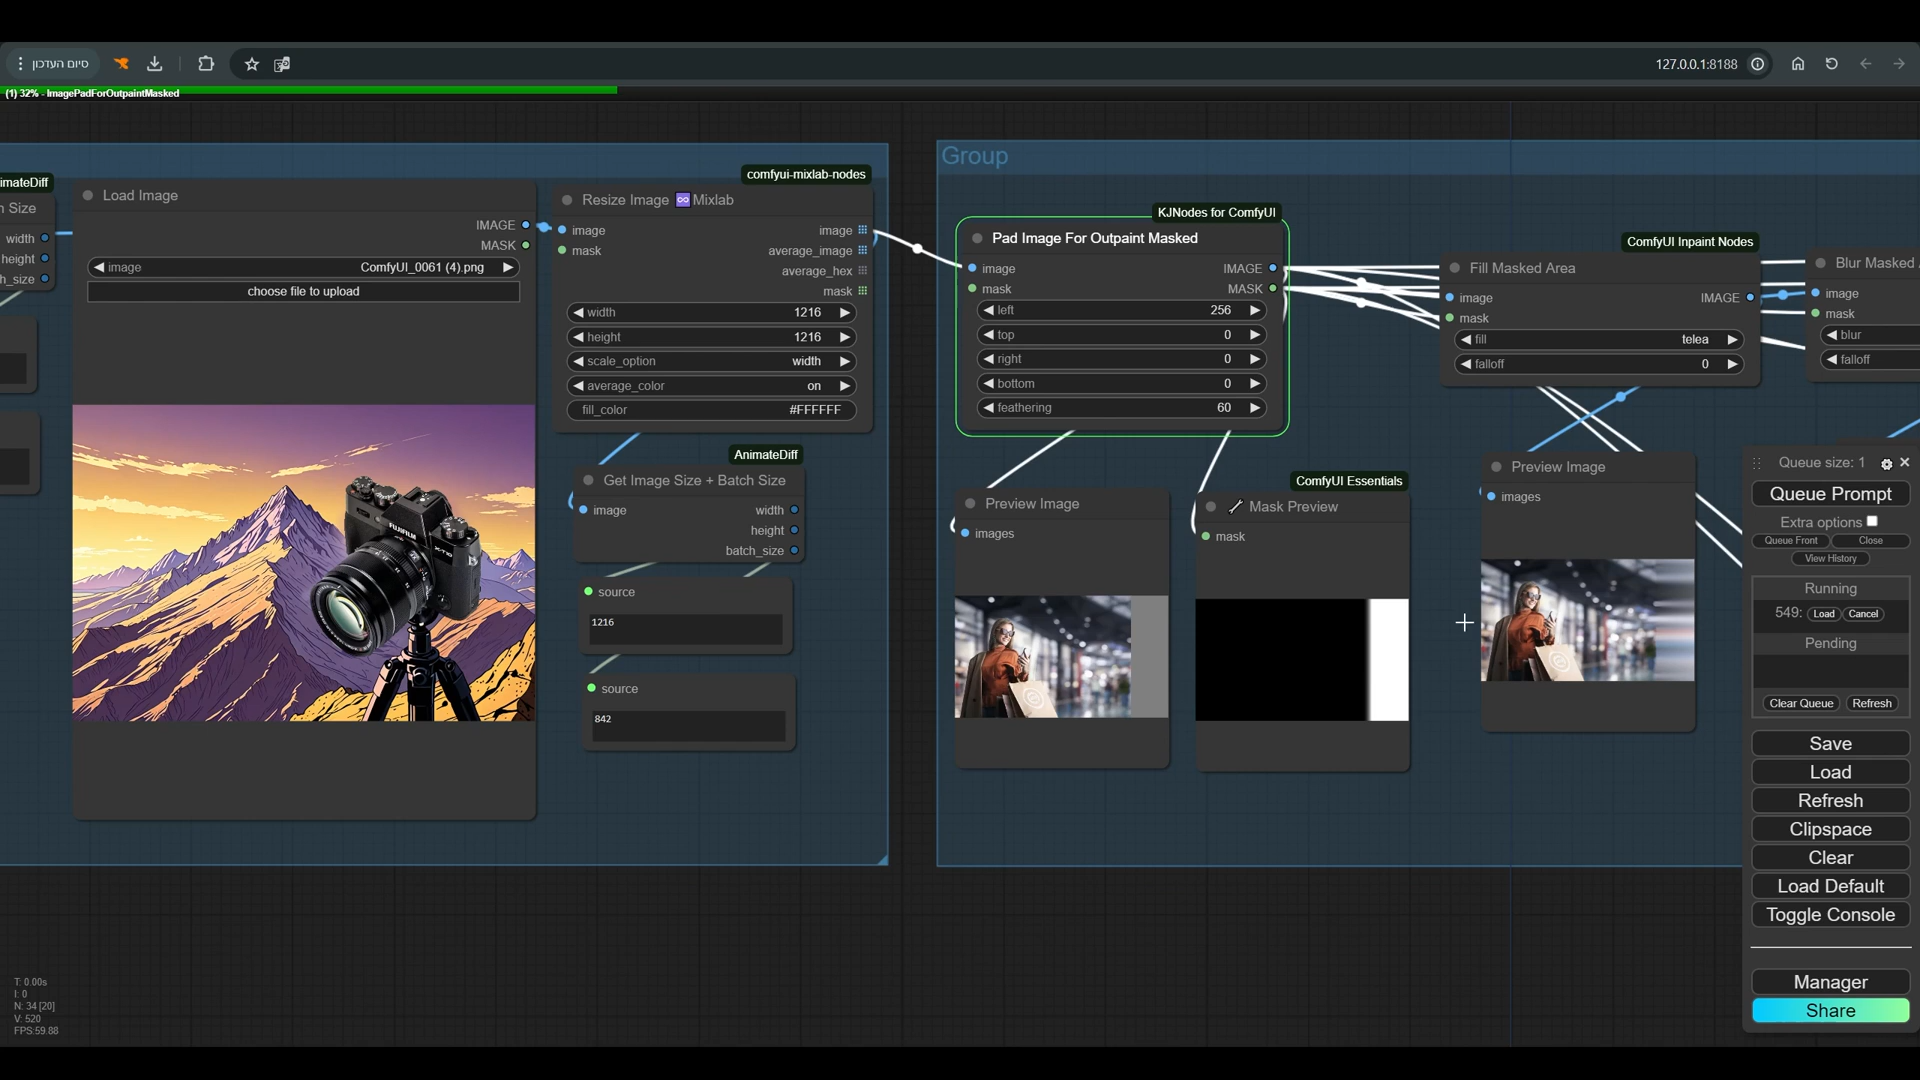 סיום העדכון
127.0.0.1:8188
(1) 32% - ImagePadForOutpaintMasked
imateDiff
Size
width
height
h_size
Load Image
IMAGE
MASK
image
ComfyUI_0061 (4).png
choose file to upload
FUJIFILM
X-T10
comfyui-mixlab-nodes
Resize Image ♾️Mixlab
image
image
mask
average_image
average_hex
mask
width 1216
height 1216
scale_option width
average_color on
fill_color #FFFFFF
AnimateDiff
Get Image Size + Batch Size
image
width
height
batch_size
source
1216
source
842
Group
KJNodes for ComfyUI
Pad Image For Outpaint Masked
image
IMAGE
mask
MASK
left 256
top 0
right 0
bottom 0
feathering 60
Preview Image
images
ComfyUI Essentials
🔧 Mask Preview
mask
ComfyUI Inpaint Nodes
Fill Masked Area
image
IMAGE
mask
fill telea
falloff 0
Preview Image
images
Blur Masked
image
mask
blur
falloff
Queue size: 1
Queue Prompt
Extra options
Queue Front
Close
View History
Running
549: Load Cancel
Pending
Clear Queue
Refresh
Save
Load
Refresh
Clipspace
Clear
Load Default
Toggle Console
Manager
Share
T: 0.00s
I: 0
N: 34 [20]
V: 520
FPS:59.88